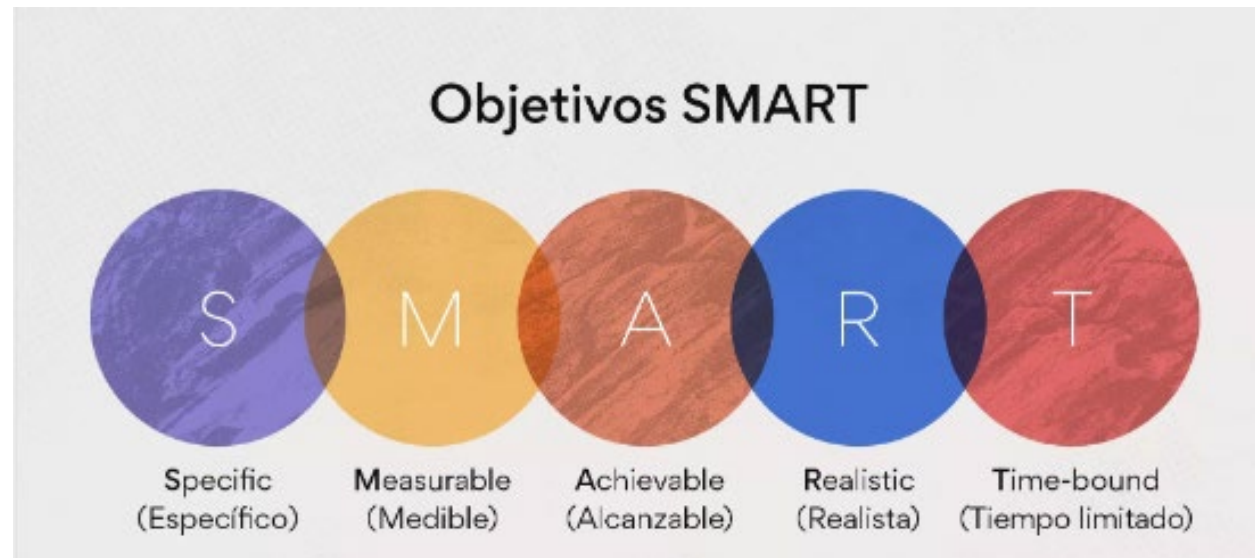 Objetivos SMART
S M A R T
Specific Measurable Achievable Realistic Time-bound
(Específico) (Medible) (Alcanzable) (Realista) (Tiempo limitado)